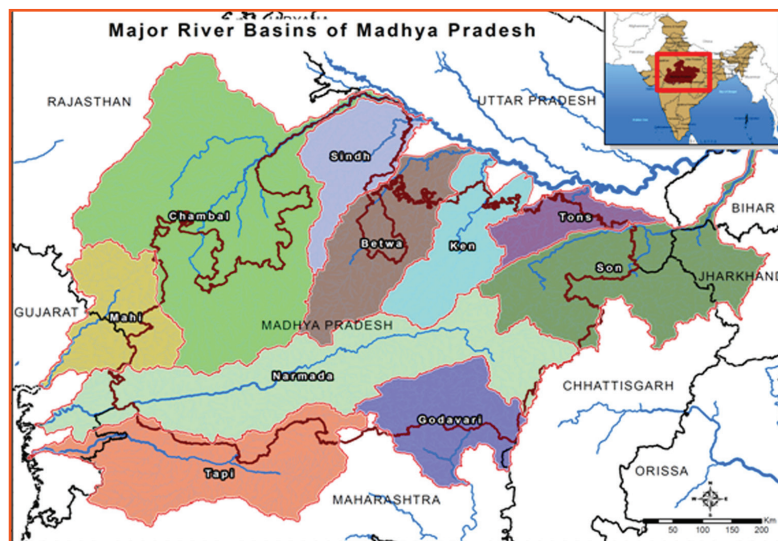 Major River Basins of Madhya Pradesh
RAJASTHAN
UTTAR PRADESH
Sindh
Chambal
Betwa
Ken
Tons
BIHAR
Son
JHARKHAND
GUJARAT
Mahi
MADHYA PRADESH
Narmada
CHHATTISGARH
Godavari
Tapi
ORISSA
MAHARASHTRA
N
Km
0 50 100 150 200